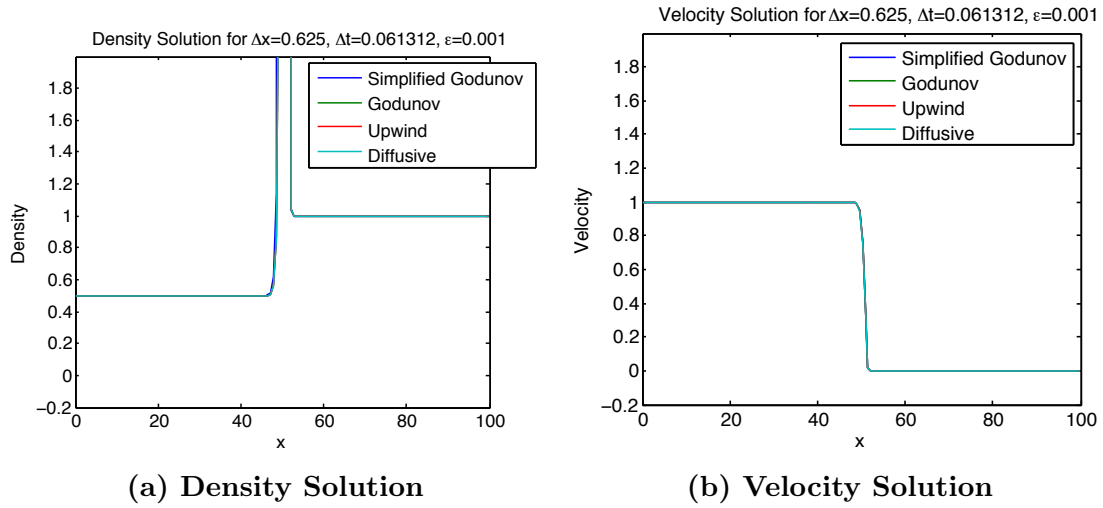 Density Solution for Δx=0.625, Δt=0.061312, ε=0.001
Simplified Godunov
Godunov
Upwind
Diffusive
1.8
1.6
1.4
1.2
1
0.8
0.6
0.4
0.2
0
−0.2
Density
0 20 40 60 80 100
x
(a) Density Solution
Velocity Solution for Δx=0.625, Δt=0.061312, ε=0.001
Simplified Godunov
Godunov
Upwind
Diffusive
1.8
1.6
1.4
1.2
1
0.8
0.6
0.4
0.2
0
−0.2
Velocity
0 20 40 60 80 100
x
(b) Velocity Solution